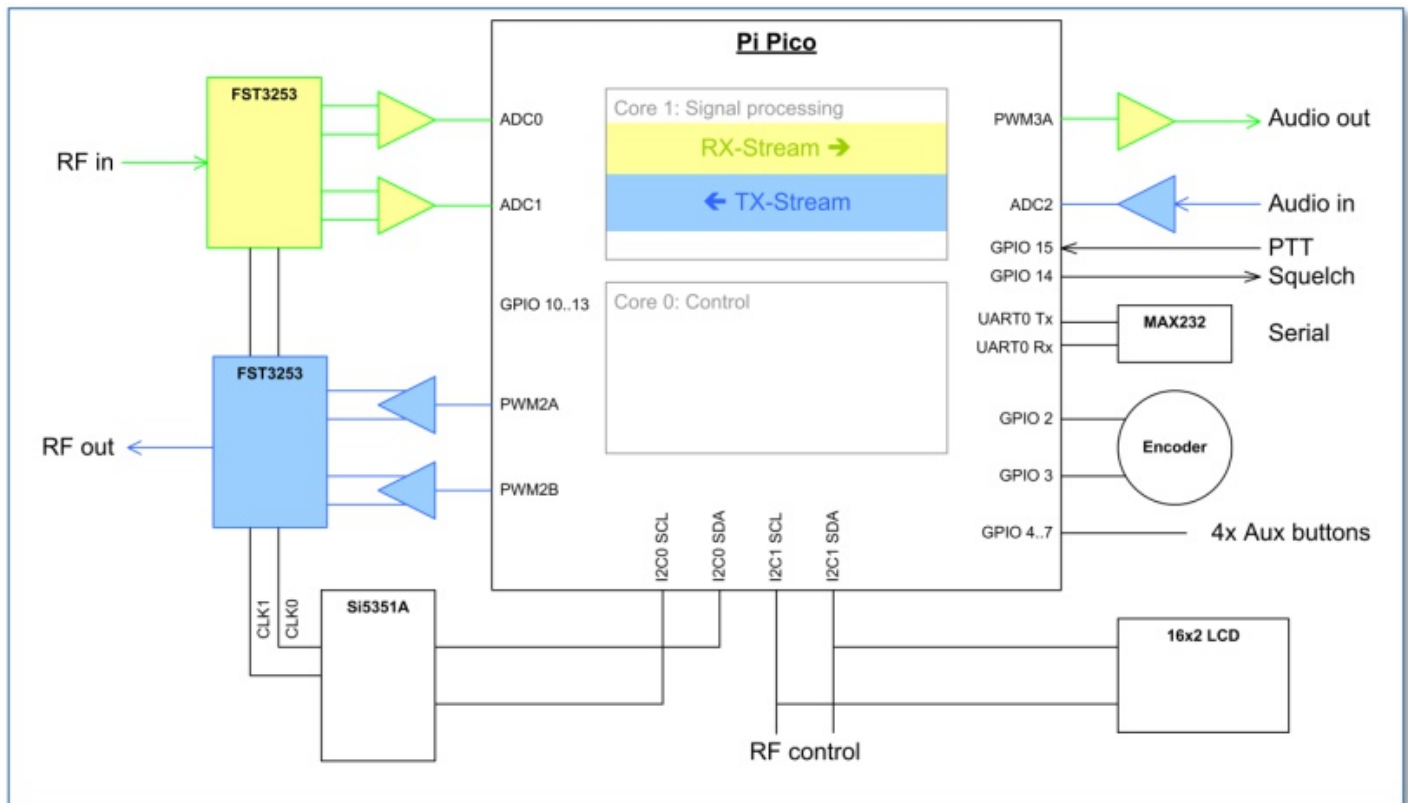 Pi Pico
FST3253
Core 1: Signal processing
RX-Stream →
← TX-Stream
RF in
ADC0
ADC1
PWM3A
Audio out
ADC2
Audio in
GPIO 15
PTT
GPIO 14
Squelch
GPIO 10..13
Core 0: Control
UART0 Tx
UART0 Rx
MAX232
Serial
FST3253
RF out
PWM2A
PWM2B
GPIO 2
GPIO 3
Encoder
GPIO 4..7
4x Aux buttons
I2C0 SCL
I2C0 SDA
I2C1 SCL
I2C1 SDA
CLK1
CLK0
Si5351A
16x2 LCD
RF control